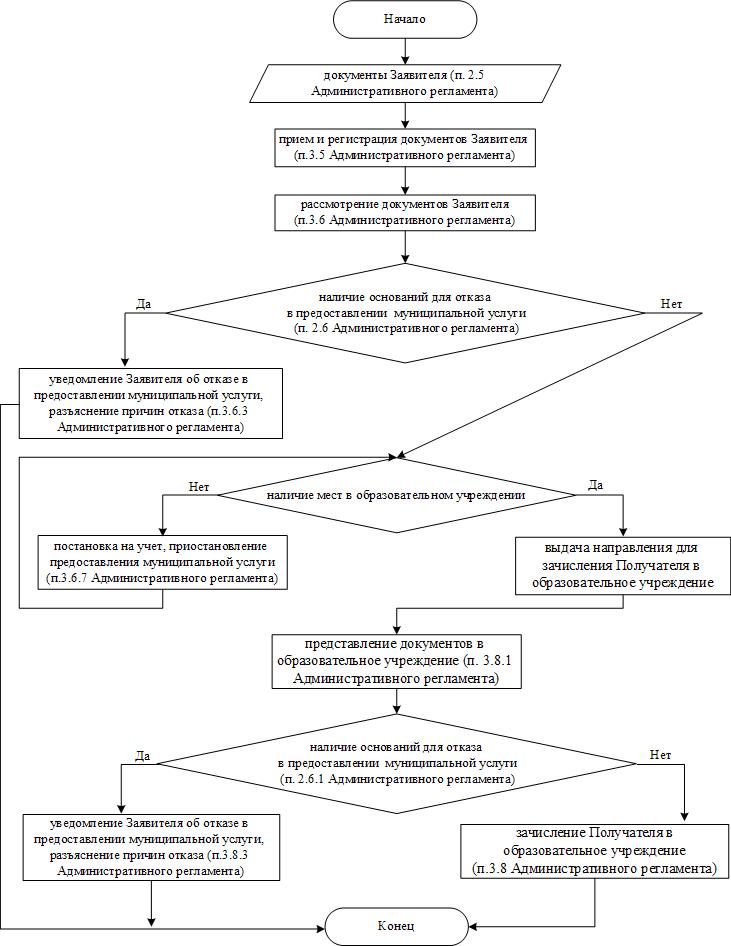 Начало
документы Заявителя (п. 2.5
Административного регламента)
прием и регистрация документов Заявителя
(п.3.5 Административного регламента)
рассмотрение документов Заявителя
(п.3.6 Административного регламента)
наличие оснований для отказа
в предоставлении муниципальной услуги
(п. 2.6 Административного регламента)
Да
Нет
уведомление Заявителя об отказе в
предоставлении муниципальной услуги,
разъяснение причин отказа (п.3.6.3
Административного регламента)
наличие мест в образовательном учреждении
Нет
Да
постановка на учет, приостановление
предоставления муниципальной услуги
(п.3.6.7 Административного регламента)
выдача направления для
зачисления Получателя в
образовательное учреждение
представление документов в
образовательное учреждение (п. 3.8.1
Административного регламента)
наличие оснований для отказа
в предоставлении муниципальной услуги
(п. 2.6.1 Административного регламента)
Да
Нет
уведомление Заявителя об отказе в
предоставлении муниципальной услуги,
разъяснение причин отказа (п.3.8.3
Административного регламента)
зачисление Получателя в
образовательное учреждение
(п.3.8 Административного регламента)
Конец